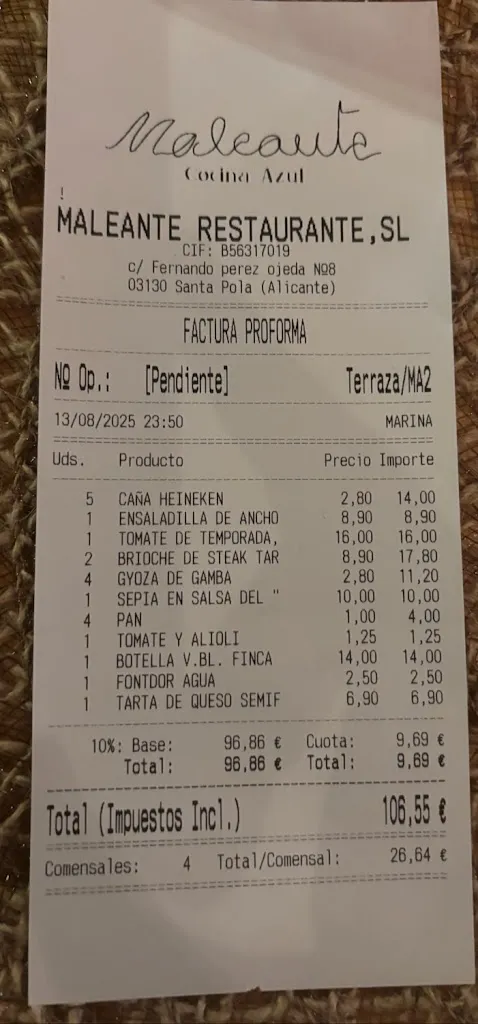 Maleante
Cocina Azul
!
MALEANTE RESTAURANTE,SL
CIF: B56317019
c/ Fernando perez ojeda Nº8
03130 Santa Pola (Alicante)
FACTURA PROFORMA
Nº Op.: [Pendiente] Terraza/MA2
13/08/2025 23:50 MARINA
Uds. Producto Precio Importe
5 CAÑA HEINEKEN 2,80 14,00
1 ENSALADILLA DE ANCHO 8,90 8,90
1 TOMATE DE TEMPORADA, 16,00 16,00
2 BRIOCHE DE STEAK TAR 8,90 17,80
4 GYOZA DE GAMBA 2,80 11,20
1 SEPIA EN SALSA DEL " 10,00 10,00
4 PAN 1,00 4,00
1 TOMATE Y ALIOLI 1,25 1,25
1 BOTELLA V.BL. FINCA 14,00 14,00
1 FONTDOR AGUA 2,50 2,50
1 TARTA DE QUESO SEMIF 6,90 6,90
10%: Base: 96,86 € Cuota: 9,69 €
Total: 96,86 € Total: 9,69 €
Total (Impuestos Incl.) 106,55 €
Comensales: 4 Total/Comensal: 26,64 €